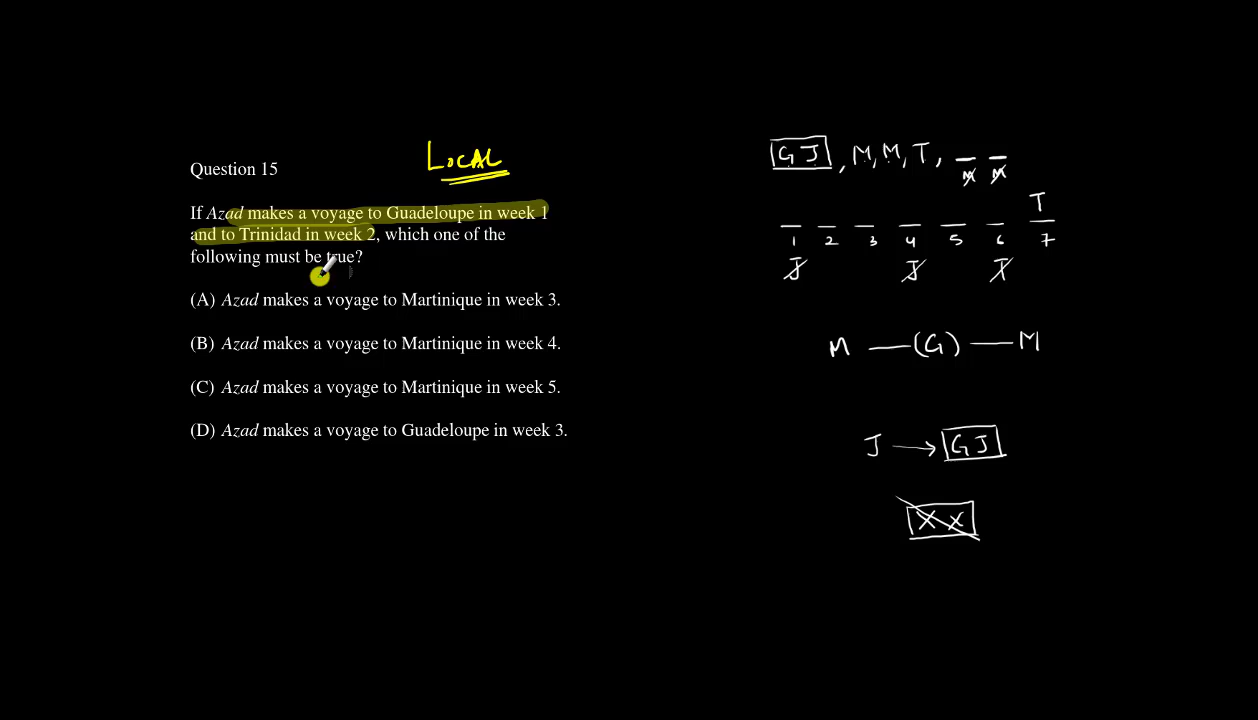 LOCAL
Question 15
If Azad makes a voyage to Guadeloupe in week 1
and to Trinidad in week 2, which one of the
following must be true?
(A) Azad makes a voyage to Martinique in week 3.
(B) Azad makes a voyage to Martinique in week 4.
(C) Azad makes a voyage to Martinique in week 5.
(D) Azad makes a voyage to Guadeloupe in week 3.
G J, M, M, T, _ _
M M
T
1 2 3 4 5 6 7
J J J
M — (G) — M
J → G J
X X